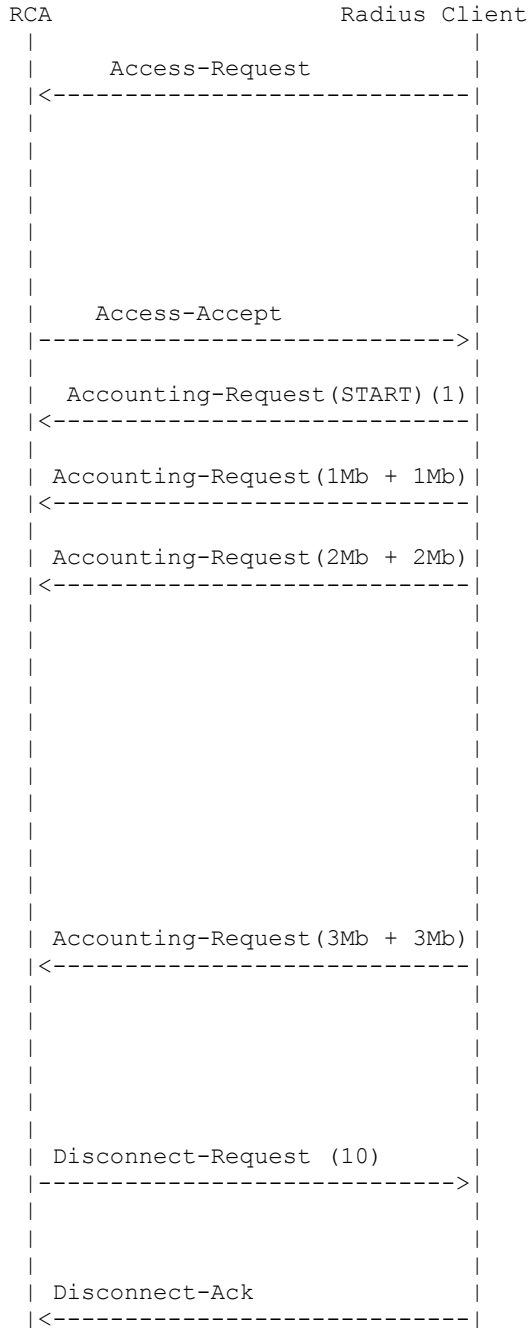 RCA Radius Client
Access-Request
Access-Accept
Accounting-Request(START)(1)
Accounting-Request(1Mb + 1Mb)
Accounting-Request(2Mb + 2Mb)
Accounting-Request(3Mb + 3Mb)
Disconnect-Request (10)
Disconnect-Ack